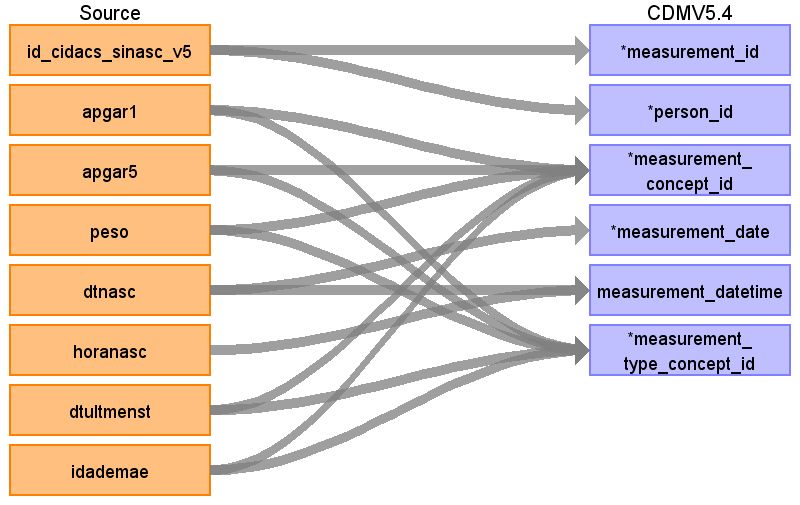 Source
CDMV5.4
id_cidacs_sinasc_v5
*measurement_id
apgar1
*person_id
apgar5
*measurement_
concept_id
peso
*measurement_date
dtnasc
measurement_datetime
horanasc
*measurement_
type_concept_id
dtultmenst
idademae